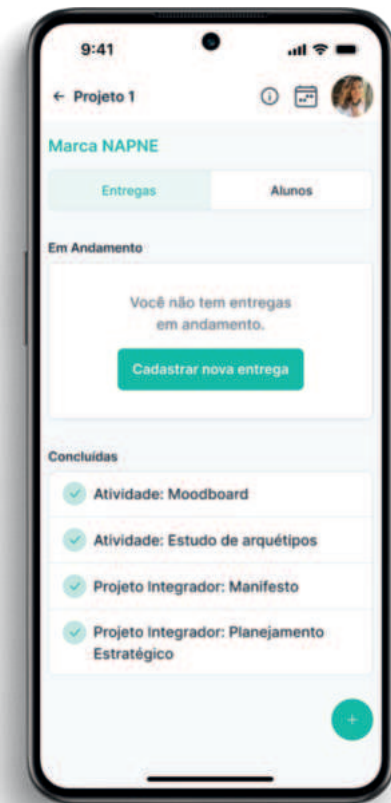 9:41
← Projeto 1
Marca NAPNE
Entregas
Alunos
Em Andamento
Você não tem entregas
em andamento.
Cadastrar nova entrega
Concluídas
Atividade: Moodboard
Atividade: Estudo de arquétipos
Projeto Integrador: Manifesto
Projeto Integrador: Planejamento
Estratégico
+